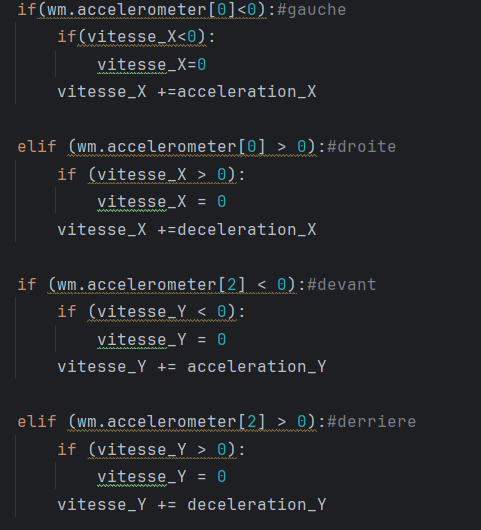 if(wm.accelerometer[0]<0):#gauche
    if(vitesse_X<0):
        vitesse_X=0
    vitesse_X +=acceleration_X

elif (wm.accelerometer[0] > 0):#droite
    if (vitesse_X > 0):
        vitesse_X = 0
    vitesse_X +=deceleration_X

if (wm.accelerometer[2] < 0):#devant
    if (vitesse_Y < 0):
        vitesse_Y = 0
    vitesse_Y += acceleration_Y

elif (wm.accelerometer[2] > 0):#derriere
    if (vitesse_Y > 0):
        vitesse_Y = 0
    vitesse_Y += deceleration_Y